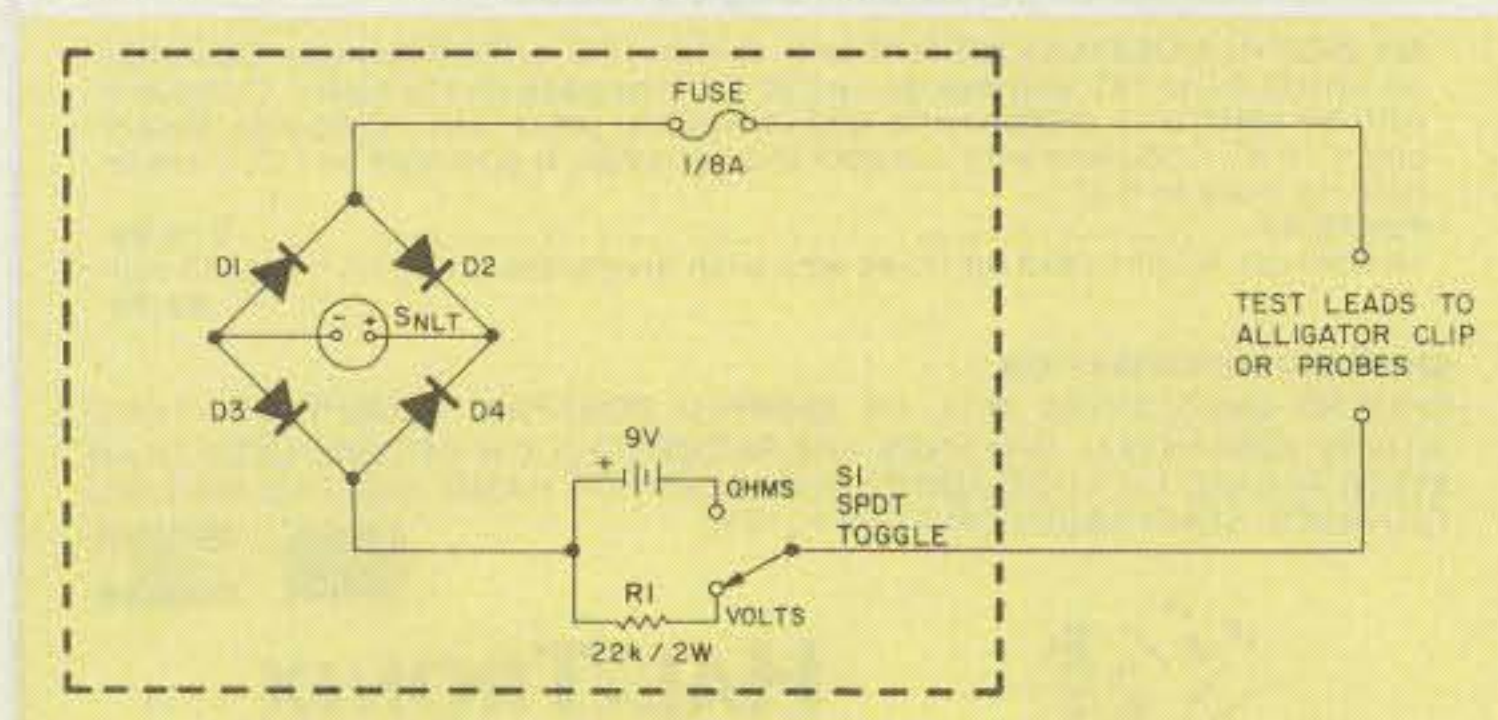 FUSE
1/8A
D1
D2
- +
SNLT
D3
D4
TEST LEADS TO
ALLIGATOR CLIP
OR PROBES
9V
+
OHMS
S1
SPDT
TOGGLE
R1
VOLTS
22k / 2W